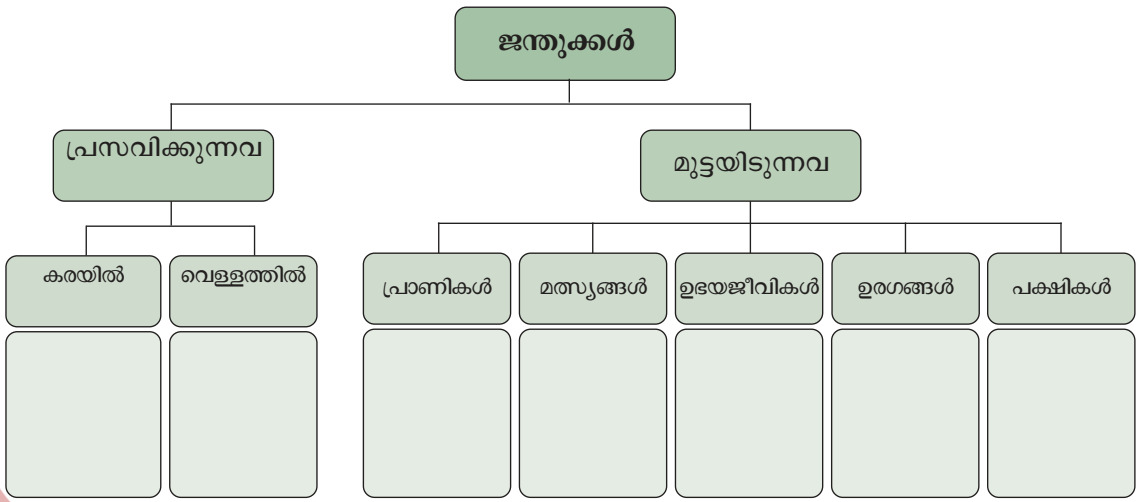 ജന്തുക്കൾ
പ്രസവിക്കുന്നവ
മുട്ടയിടുന്നവ
കരയിൽ
വെള്ളത്തിൽ
പ്രാണികൾ
മത്സ്യങ്ങൾ
ഉഭയജീവികൾ
ഉരഗങ്ങൾ
പക്ഷികൾ